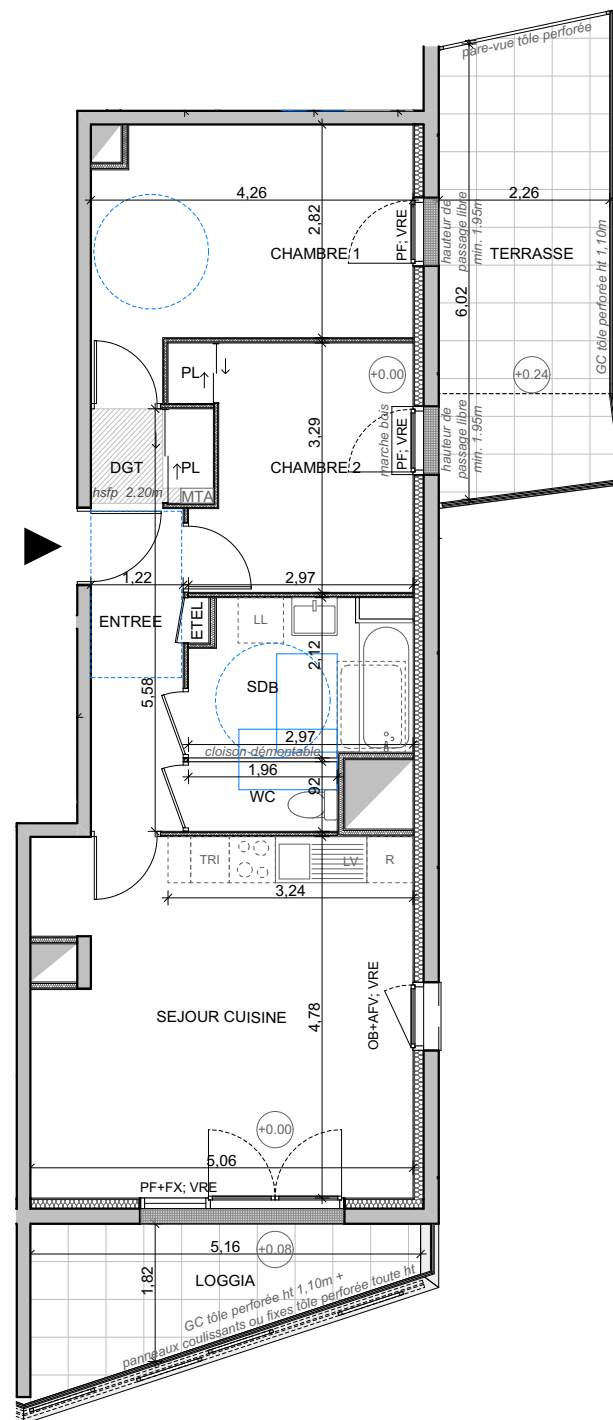 pare-vue tôle perforée
4,26
2,82
CHAMBRE 1
PF; VRE
hauteur de
passage libre
min. 1.95m
2,26
TERRASSE
6,02
GC tôle perforée ht 1,10m
PL
+0.00
+0.24
3,29
marche bois
PF; VRE
hauteur de
passage libre
min. 1.95m
DGT
PL
CHAMBRE 2
hsfp 2.20m
MTA
1,22
2,97
ENTREE
ETEL
LL
2,12
SDB
5,58
2,97
cloison démontable
1,96
WC
92
TRI
LV
R
3,24
SEJOUR CUISINE
4,78
OB+AFV; VRE
+0.00
5,06
PF+FX; VRE
5,16
+0.08
1,82
LOGGIA
GC tôle perforée ht 1,10m +
panneaux coulissants ou fixes tôle perforée toute ht